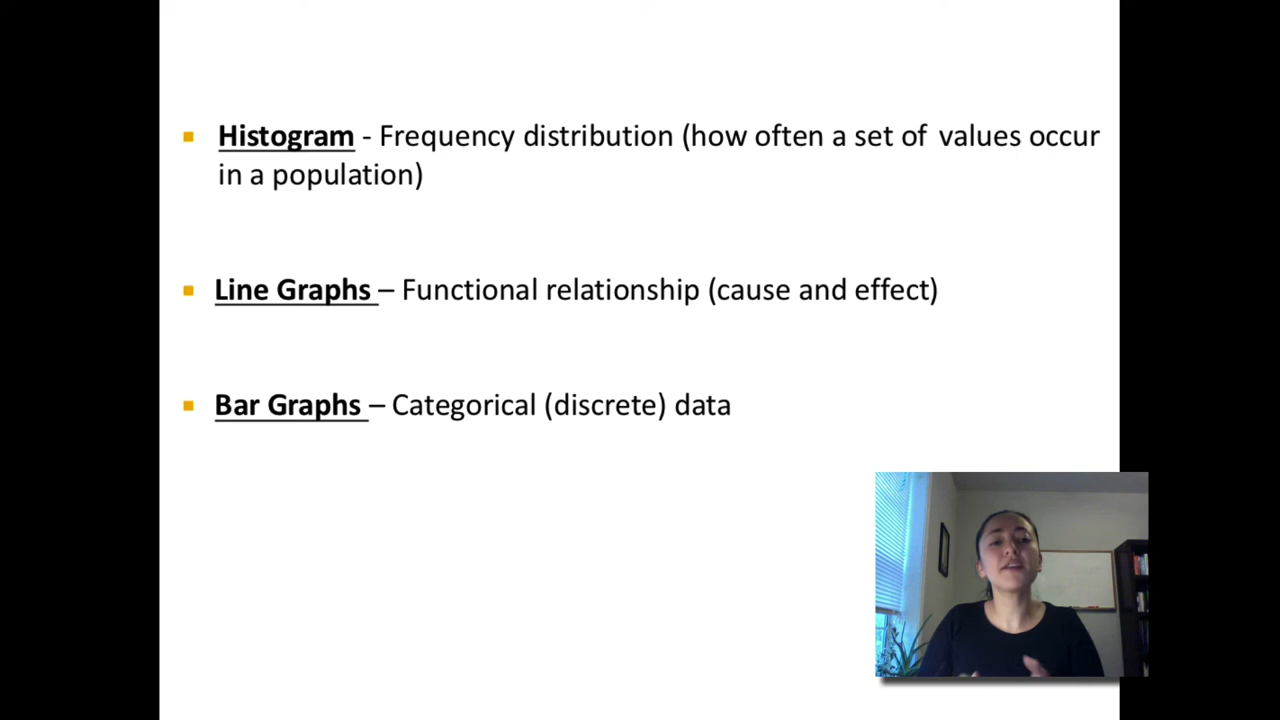 Histogram - Frequency distribution (how often a set of values occur
in a population)
Line Graphs – Functional relationship (cause and effect)
Bar Graphs – Categorical (discrete) data